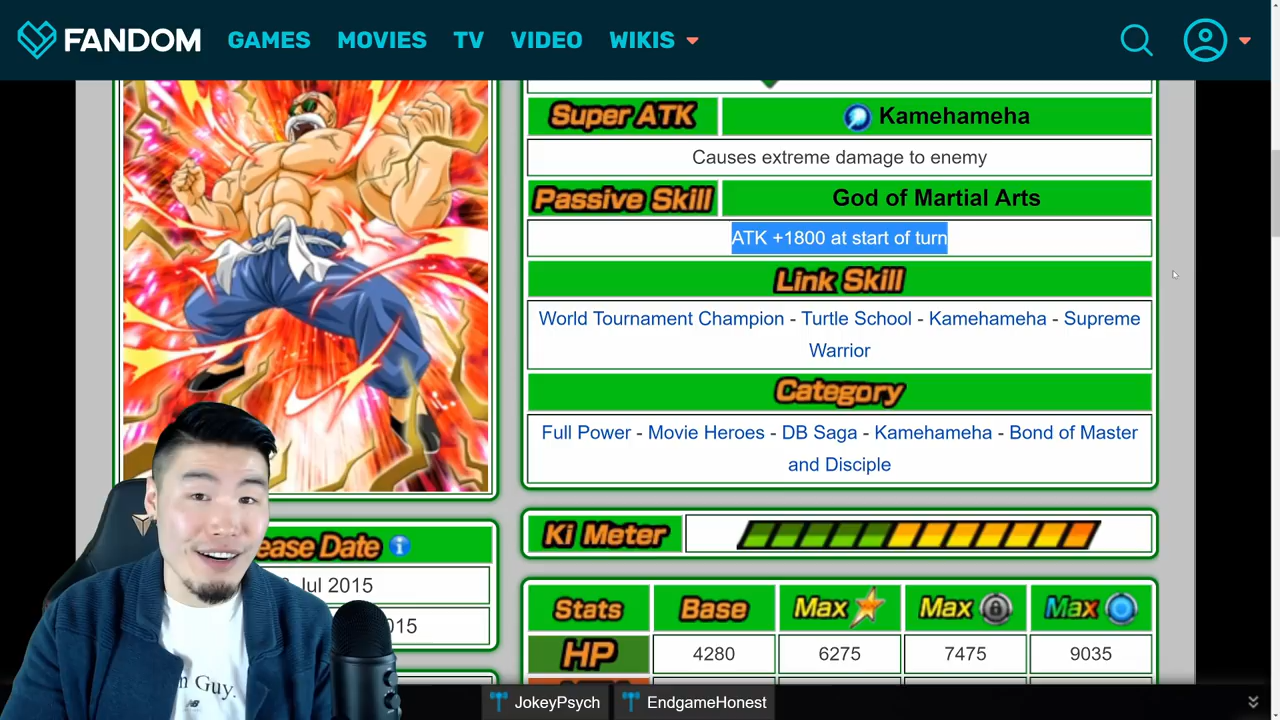 FANDOM GAMES MOVIES TV VIDEO WIKIS
Super ATK Kamehameha
Causes extreme damage to enemy
Passive Skill God of Martial Arts
ATK +1800 at start of turn
Link Skill
World Tournament Champion - Turtle School - Kamehameha - Supreme
Warrior
Category
Full Power - Movie Heroes - DB Saga - Kamehameha - Bond of Master
and Disciple
Ki Meter
Date
Jul 2015
015
Stats Base Max Max Max
HP 4280 6275 7475 9035
Guy.
JokeyPsych EndgameHonest